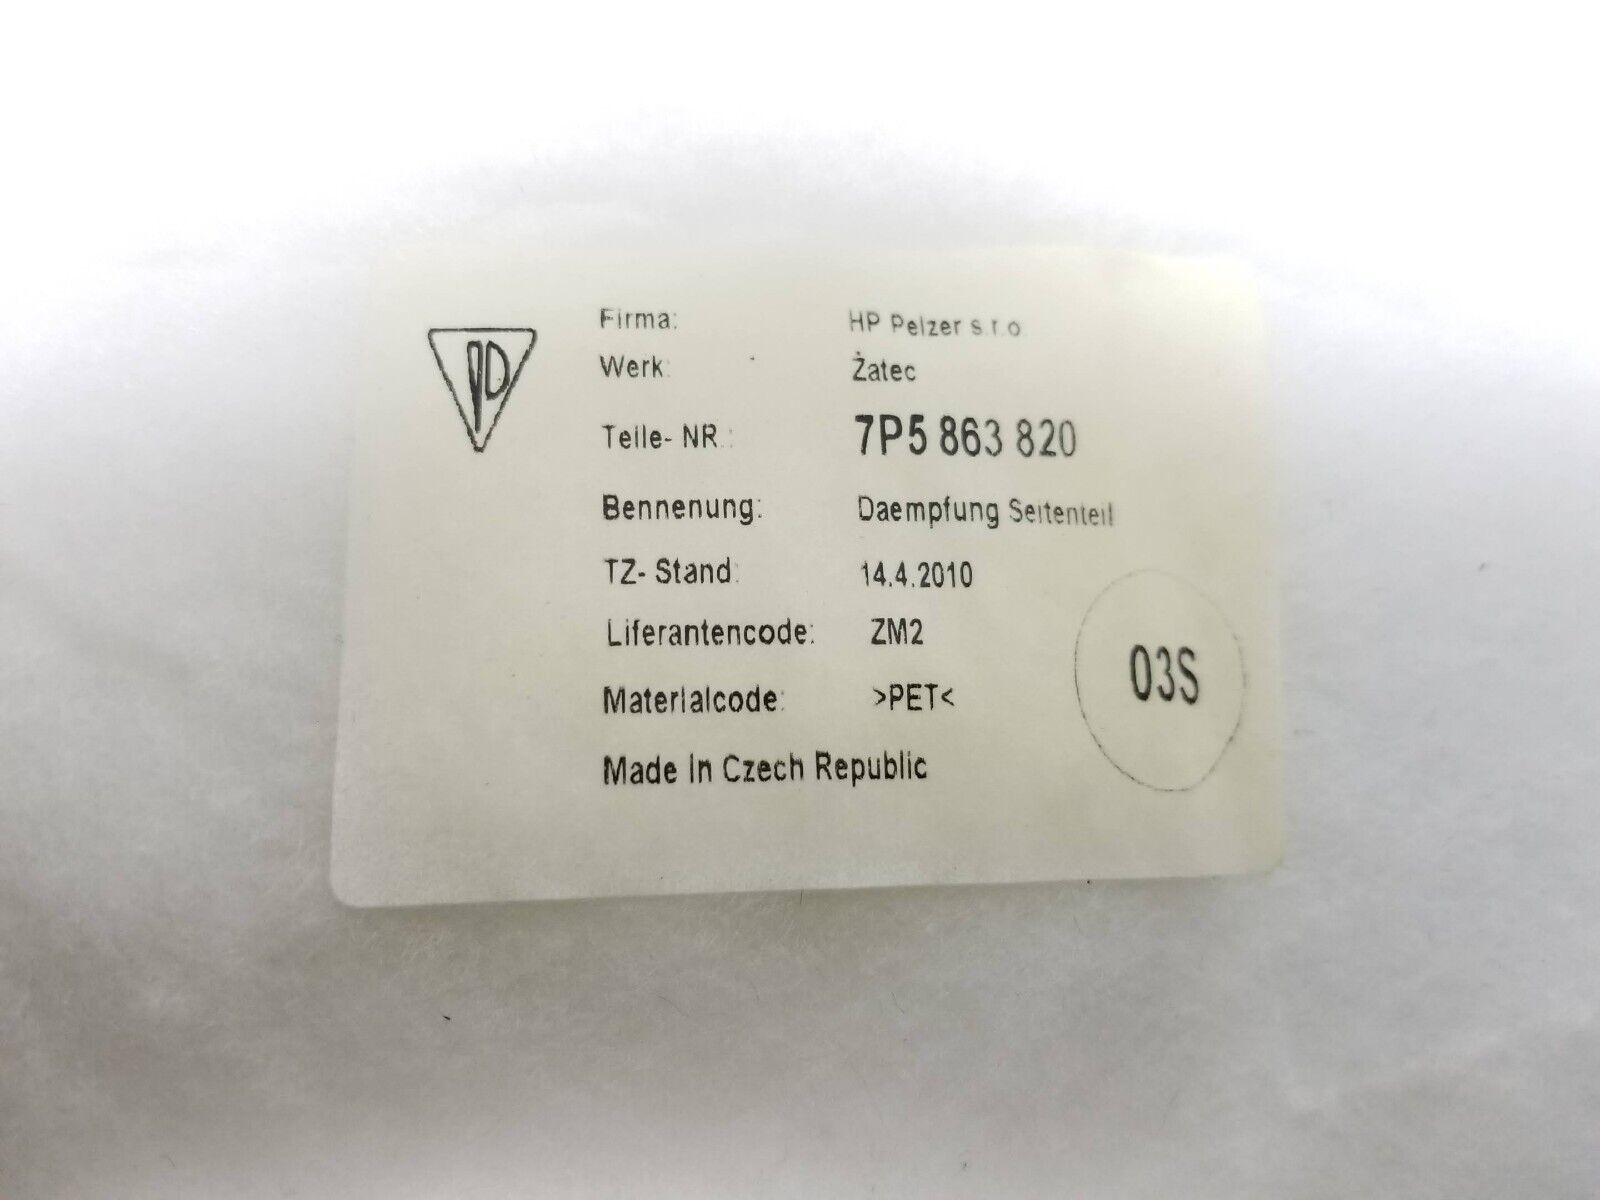 Firma: HP Pelzer s.r.o.
Werk: Žatec
Teile- NR.: 7P5 863 820
Bennenung: Daempfung Seitenteil
TZ- Stand: 14.4.2010
Liferantencode: ZM2
Materialcode: >PET<
03S
Made in Czech Republic